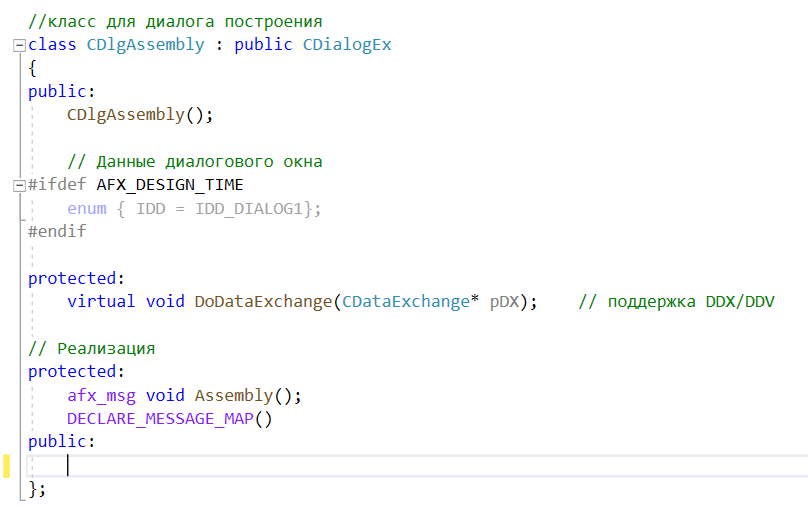 //класс для диалога построения
class CDlgAssembly : public CDialogEx
{
public:
    CDlgAssembly();
    // Данные диалогового окна
#ifdef AFX_DESIGN_TIME
    enum { IDD = IDD_DIALOG1};
#endif
protected:
    virtual void DoDataExchange(CDataExchange* pDX);    // поддержка DDX/DDV
// Реализация
protected:
    afx_msg void Assembly();
    DECLARE_MESSAGE_MAP()
public:
};